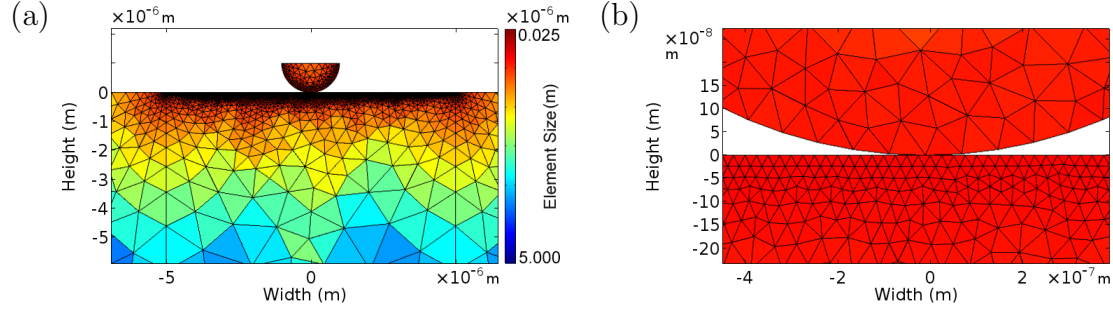 (a)
×10⁻⁶ m
×10⁻⁶ m
0
-1
-2
-3
-4
-5
Height (m)
-5
0
×10⁻⁶ m
Width (m)
0.025
Element Size (m)
5.000
(b)
×10⁻⁸
m
20
15
10
5
0
-5
-10
-15
-20
Height (m)
-4
-2
0
2
×10⁻⁷m
Width (m)